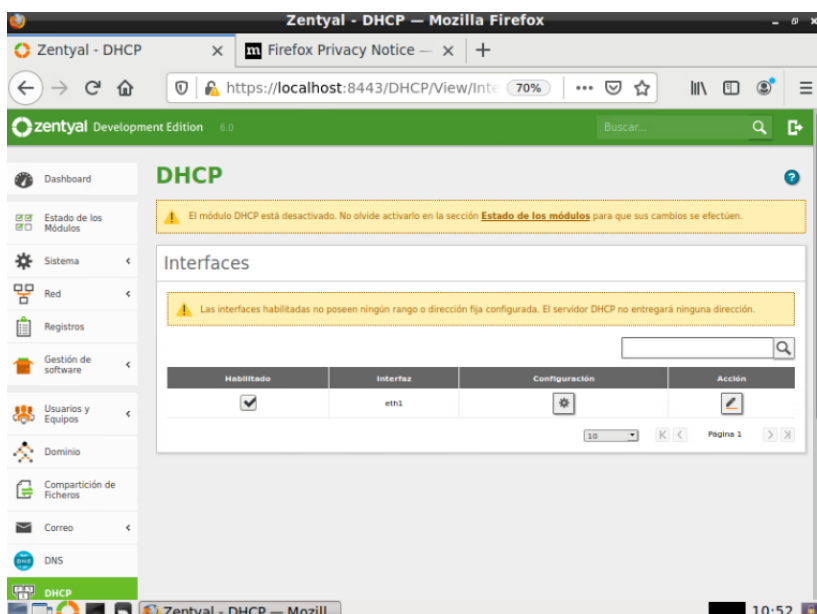 Zentyal - DHCP — Mozilla Firefox
Zentyal - DHCP
m Firefox Privacy Notice —
https://localhost:8443/DHCP/View/Inte 70%
zentyal Development Edition 6.0
Buscar...
Dashboard
Estado de los
Módulos
Sistema
Red
Registros
Gestión de
software
Usuarios y
Equipos
Dominio
Compartición de
Ficheros
Correo
DNS
DHCP
DHCP
El módulo DHCP está desactivado. No olvide activarlo en la sección Estado de los módulos para que sus cambios se efectúen.
Interfaces
Las interfaces habilitadas no poseen ningún rango o dirección fija configurada. El servidor DHCP no entregará ninguna dirección.
Habilitado Interfaz Configuración Acción
eth1
10 Página 1
Zentyal - DHCP — Mozill...
10:52